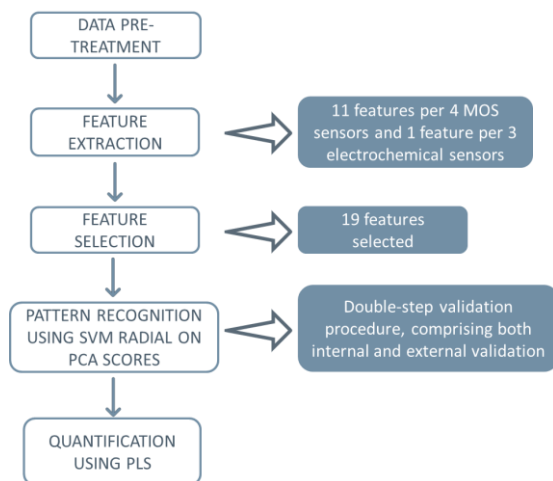 DATA PRE-
TREATMENT
FEATURE
EXTRACTION
11 features per 4 MOS
sensors and 1 feature per 3
electrochemical sensors
FEATURE
SELECTION
19 features
selected
PATTERN RECOGNITION
USING SVM RADIAL ON
PCA SCORES
Double-step validation
procedure, comprising both
internal and external validation
QUANTIFICATION
USING PLS